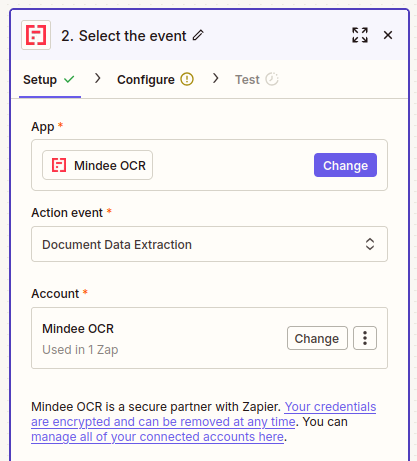 2. Select the event
Setup
Configure
Test
App *
Mindee OCR
Change
Action event *
Document Data Extraction
Account *
Mindee OCR
Used in 1 Zap
Change
Mindee OCR is a secure partner with Zapier. Your credentials
are encrypted and can be removed at any time. You can
manage all of your connected accounts here.